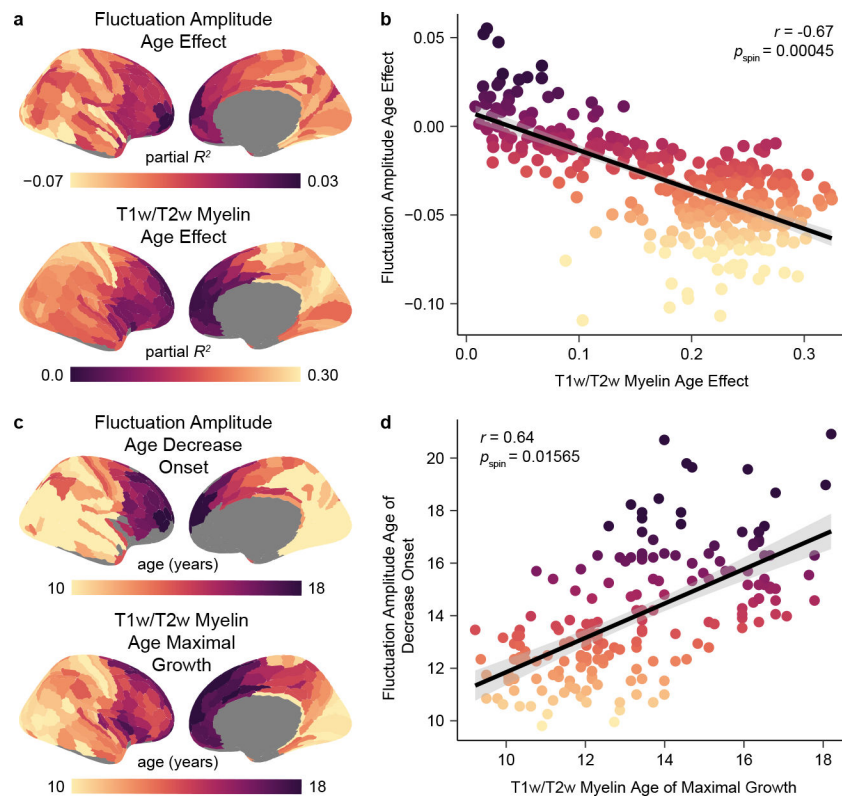 a
Fluctuation Amplitude
Age Effect
partial R²
−0.07
0.03
T1w/T2w Myelin
Age Effect
partial R²
0.0
0.30
b
r = -0.67
pspin = 0.00045
Fluctuation Amplitude Age Effect
0.05
0.00
−0.05
−0.10
0.0
0.1
0.2
0.3
T1w/T2w Myelin Age Effect
c
Fluctuation Amplitude
Age Decrease
Onset
age (years)
10
18
T1w/T2w Myelin
Age Maximal
Growth
age (years)
10
18
d
r = 0.64
pspin = 0.01565
Fluctuation Amplitude Age of
Decrease Onset
20
18
16
14
12
10
10
12
14
16
18
T1w/T2w Myelin Age of Maximal Growth